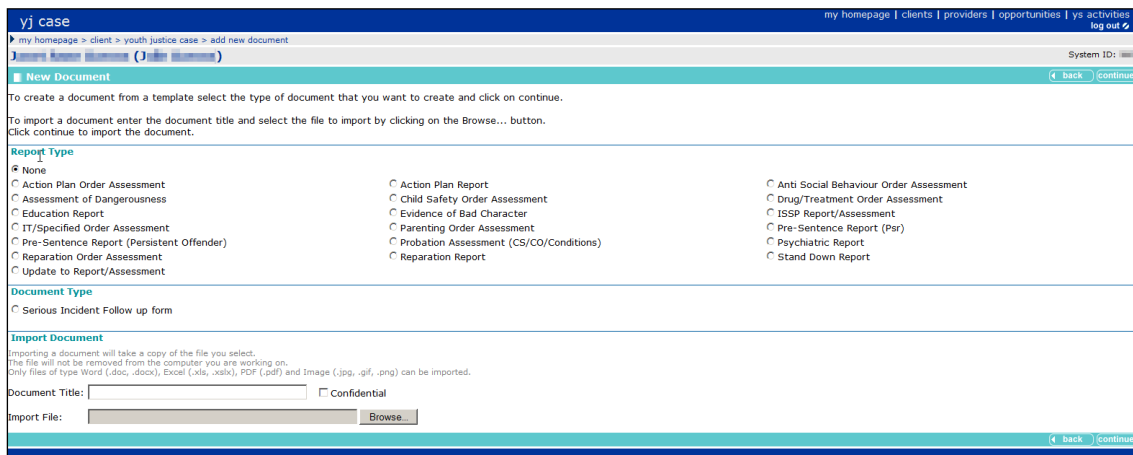 yj case
my homepage | clients | providers | opportunities | ys activities
log out
my homepage > client > youth justice case > add new document
System ID:
New Document
back continue
To create a document from a template select the type of document that you want to create and click on continue.
To import a document enter the document title and select the file to import by clicking on the Browse... button.
Click continue to import the document.
Report Type
None
Action Plan Order Assessment Action Plan Report Anti Social Behaviour Order Assessment
Assessment of Dangerousness Child Safety Order Assessment Drug/Treatment Order Assessment
Education Report Evidence of Bad Character ISSP Report/Assessment
IT/Specified Order Assessment Parenting Order Assessment Pre-Sentence Report (Psr)
Pre-Sentence Report (Persistent Offender) Probation Assessment (CS/CO/Conditions) Psychiatric Report
Reparation Order Assessment Reparation Report Stand Down Report
Update to Report/Assessment
Document Type
Serious Incident Follow up form
Import Document
Importing a document will take a copy of the file you select.
The file will not be removed from the computer you are working on.
Only files of type Word (.doc, .docx), Excel (.xls, .xslx), PDF (.pdf) and Image (.jpg, .gif, .png) can be imported.
Document Title: Confidential
Import File: Browse...
back continue